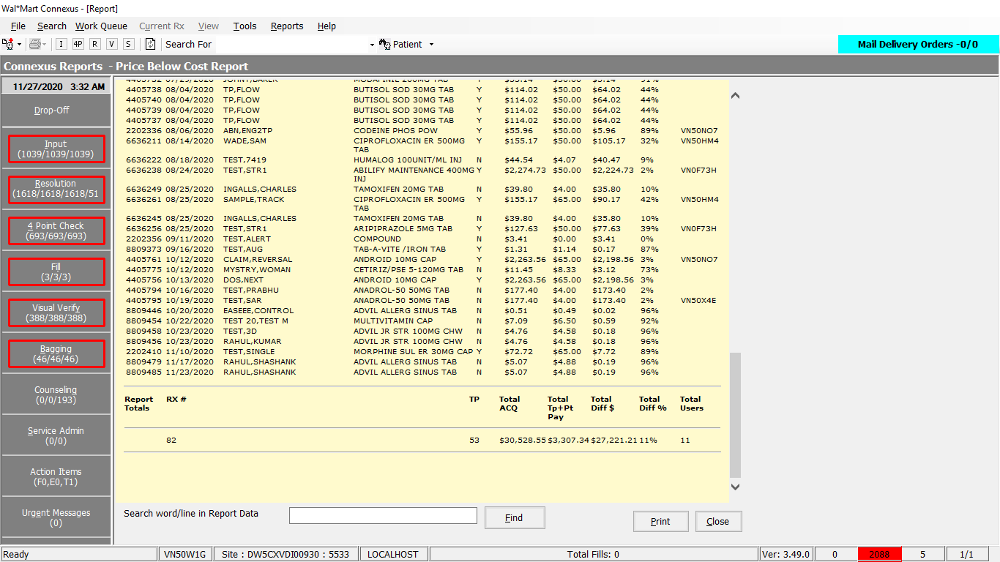 Wal*Mart Connexus - [Report]
File Search Work Queue Current Rx View Tools Reports Help
I 4P R V S Search For Patient Mail Delivery Orders -0/0
Connexus Reports - Price Below Cost Report
11/27/2020 3:32 AM
Drop-Off
Input
(1039/1039/1039)
Resolution
(1618/1618/1618/51
4 Point Check
(693/693/693)
Fill
(3/3/3)
Visual Verify
(388/388/388)
Bagging
(46/46/46)
Counseling
(0/0/193)
Service Admin
(0/0)
Action Items
(F0,E0,T1)
Urgent Messages
(0)
4405738 08/04/2020 TP,FLOW BUTISOL SOD 30MG TAB Y $114.02 $50.00 $64.02 44%
4405740 08/04/2020 TP,FLOW BUTISOL SOD 30MG TAB Y $114.02 $50.00 $64.02 44%
4405739 08/04/2020 TP,FLOW BUTISOL SOD 30MG TAB Y $114.02 $50.00 $64.02 44%
4405737 08/04/2020 TP,FLOW BUTISOL SOD 30MG TAB Y $114.02 $50.00 $64.02 44%
2202336 08/06/2020 ABN,ENG2TP CODEINE PHOS POW Y $55.96 $50.00 $5.96 89% VN50NO7
6636211 08/14/2020 WADE,SAM CIPROFLOXACIN ER 500MG Y $155.17 $50.00 $105.17 32% VN50HM4
TAB
6636222 08/18/2020 TEST,7419 HUMALOG 100UNIT/ML INJ N $44.54 $4.07 $40.47 9%
6636238 08/24/2020 TEST,STR1 ABILIFY MAINTENANCE 400MG Y $2,274.73 $50.00 $2,224.73 2% VN0F73H
INJ
6636249 08/25/2020 INGALLS,CHARLES TAMOXIFEN 20MG TAB N $39.80 $4.00 $35.80 10%
6636261 08/25/2020 SAMPLE,TRACK CIPROFLOXACIN ER 500MG Y $155.17 $65.00 $90.17 42% VN50HM4
TAB
6636245 08/25/2020 INGALLS,CHARLES TAMOXIFEN 20MG TAB N $39.80 $4.00 $35.80 10%
6636256 08/25/2020 TEST,STR1 ARIPIPRAZOLE 5MG TAB Y $127.63 $50.00 $77.63 39% VN0F73H
2202356 09/11/2020 TEST,ALERT COMPOUND N $3.41 $0.00 $3.41 0%
8809373 09/16/2020 TEST,AUG TAB-A-VITE /IRON TAB Y $1.31 $1.14 $0.17 87%
4405761 10/12/2020 CLAIM,REVERSAL ANDROID 10MG CAP Y $2,263.56 $65.00 $2,198.56 3% VN50NO7
4405775 10/12/2020 MYSTRY,WOMAN CETIRIZ/PSE 5-120MG TAB N $11.45 $8.33 $3.12 73%
4405756 10/13/2020 DOS,NEXT ANDROID 10MG CAP Y $2,263.56 $65.00 $2,198.56 3%
4405794 10/16/2020 TEST,PRABHU ANADROL-50 50MG TAB N $177.40 $4.00 $173.40 2%
4405795 10/19/2020 TEST,SAR ANADROL-50 50MG TAB N $177.40 $4.00 $173.40 2% VN50X4E
8809446 10/20/2020 EASEEE,CONTROL ADVIL ALLERG SINUS TAB N $0.51 $0.49 $0.02 96%
8809454 10/22/2020 TEST 20,TEST M MULTIVITAMIN CAP N $7.09 $6.50 $0.59 92%
8809458 10/23/2020 TEST,3D ADVIL JR STR 100MG CHW N $4.76 $4.58 $0.18 96%
8809456 10/23/2020 RAHUL,KUMAR ADVIL JR STR 100MG CHW N $4.76 $4.58 $0.18 96%
2202410 11/10/2020 TEST,SINGLE MORPHINE SUL ER 30MG CAP Y $72.72 $65.00 $7.72 89%
8809479 11/17/2020 RAHUL,SHASHANK ADVIL ALLERG SINUS TAB N $5.07 $4.88 $0.19 96%
8809485 11/23/2020 RAHUL,SHASHANK ADVIL ALLERG SINUS TAB N $5.07 $4.88 $0.19 96%
Report RX # TP Total Total Total Total Total
Totals ACQ Tp+Pt Diff $ Diff % Users
Pay
82 53 $30,528.55 $3,307.34 $27,221.21 11% 11
Search word/line in Report Data Find Print Close
Ready VN50W1G Site : DW5CXVDI00930 : 5533 LOCALHOST Total Fills: 0 Ver: 3.49.0 0 2088 5 1/1